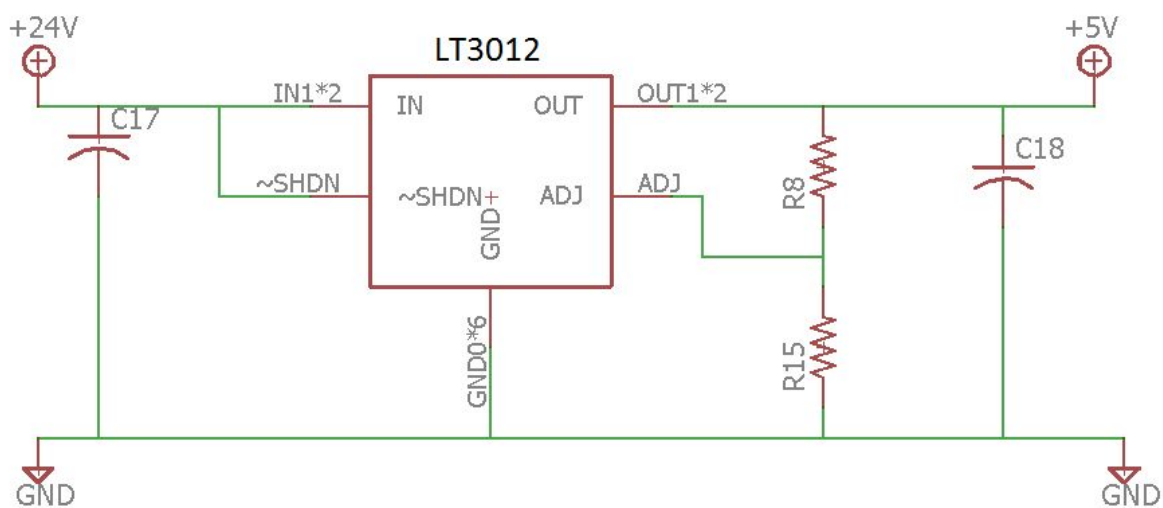 +24V
LT3012
+5V
IN1*2
IN
OUT
OUT1*2
C17
C18
~SHDN
~SHDN+
ADJ
ADJ
R8
GND
GND0*6
R15
GND
GND